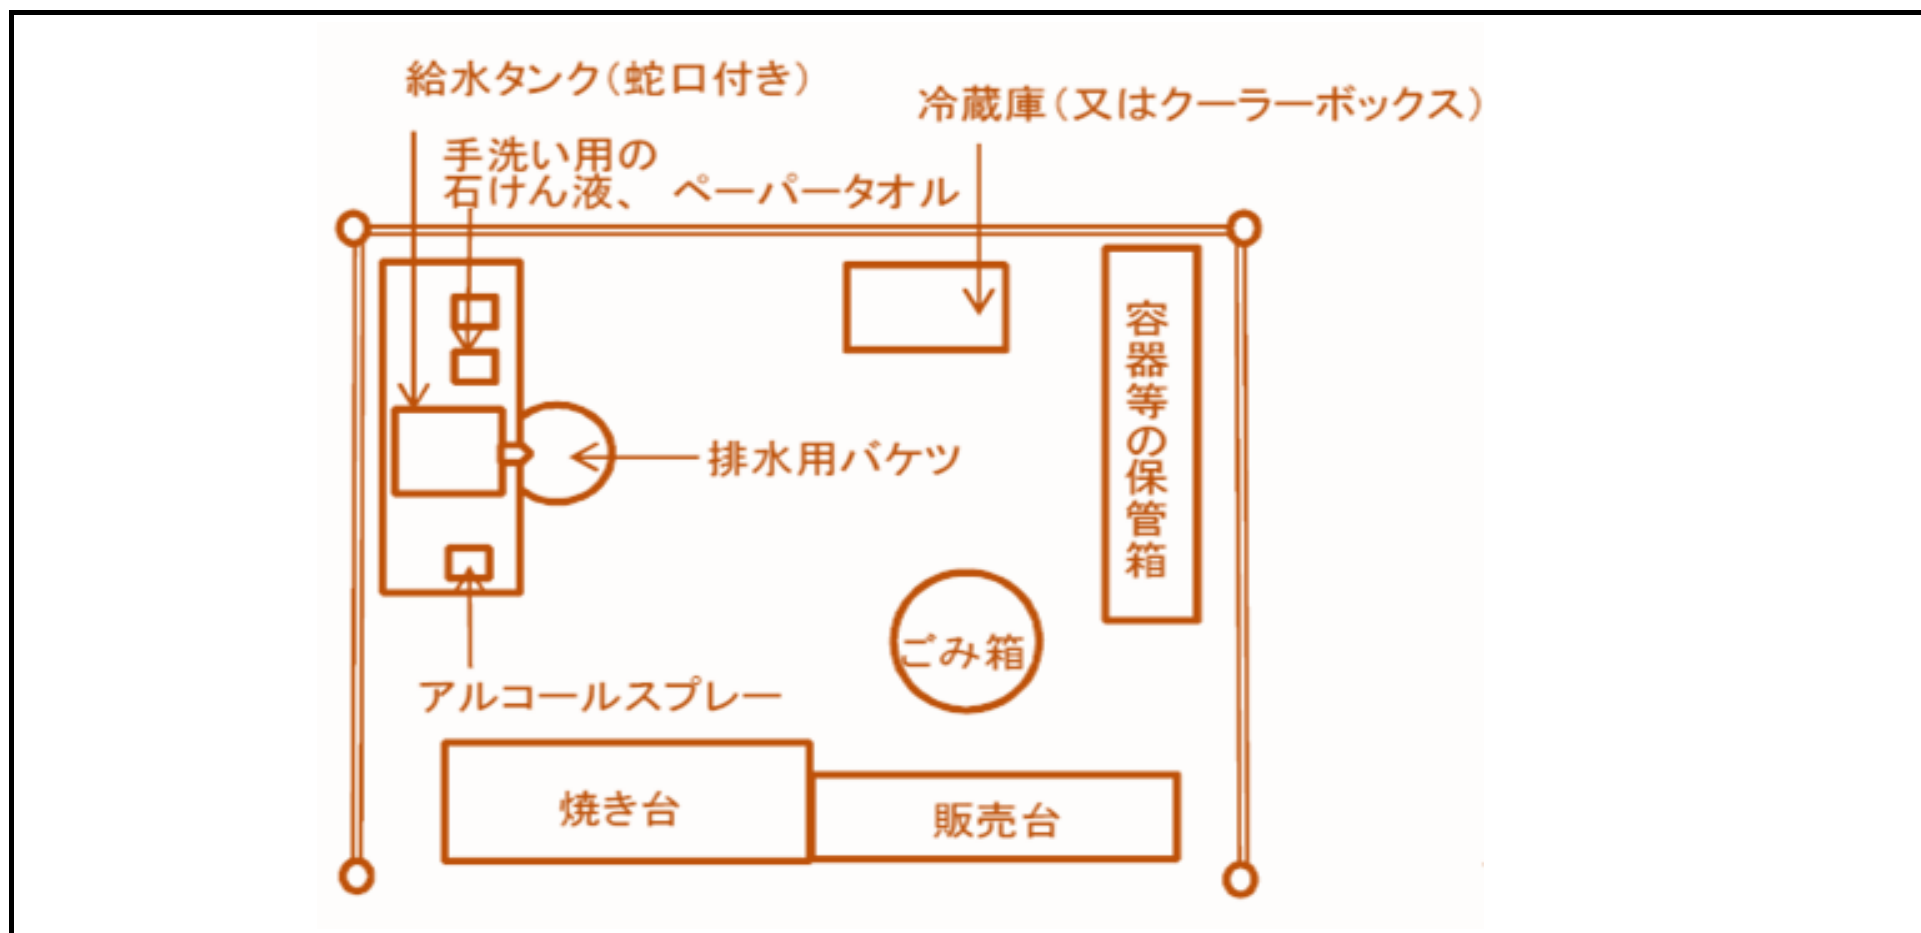 給水タンク(蛇口付き)
冷蔵庫(又はクーラーボックス)
手洗い用の
石けん液、 ペーパータオル
容器等の保管箱
排水用バケツ
ごみ箱
アルコールスプレー
焼き台
販売台